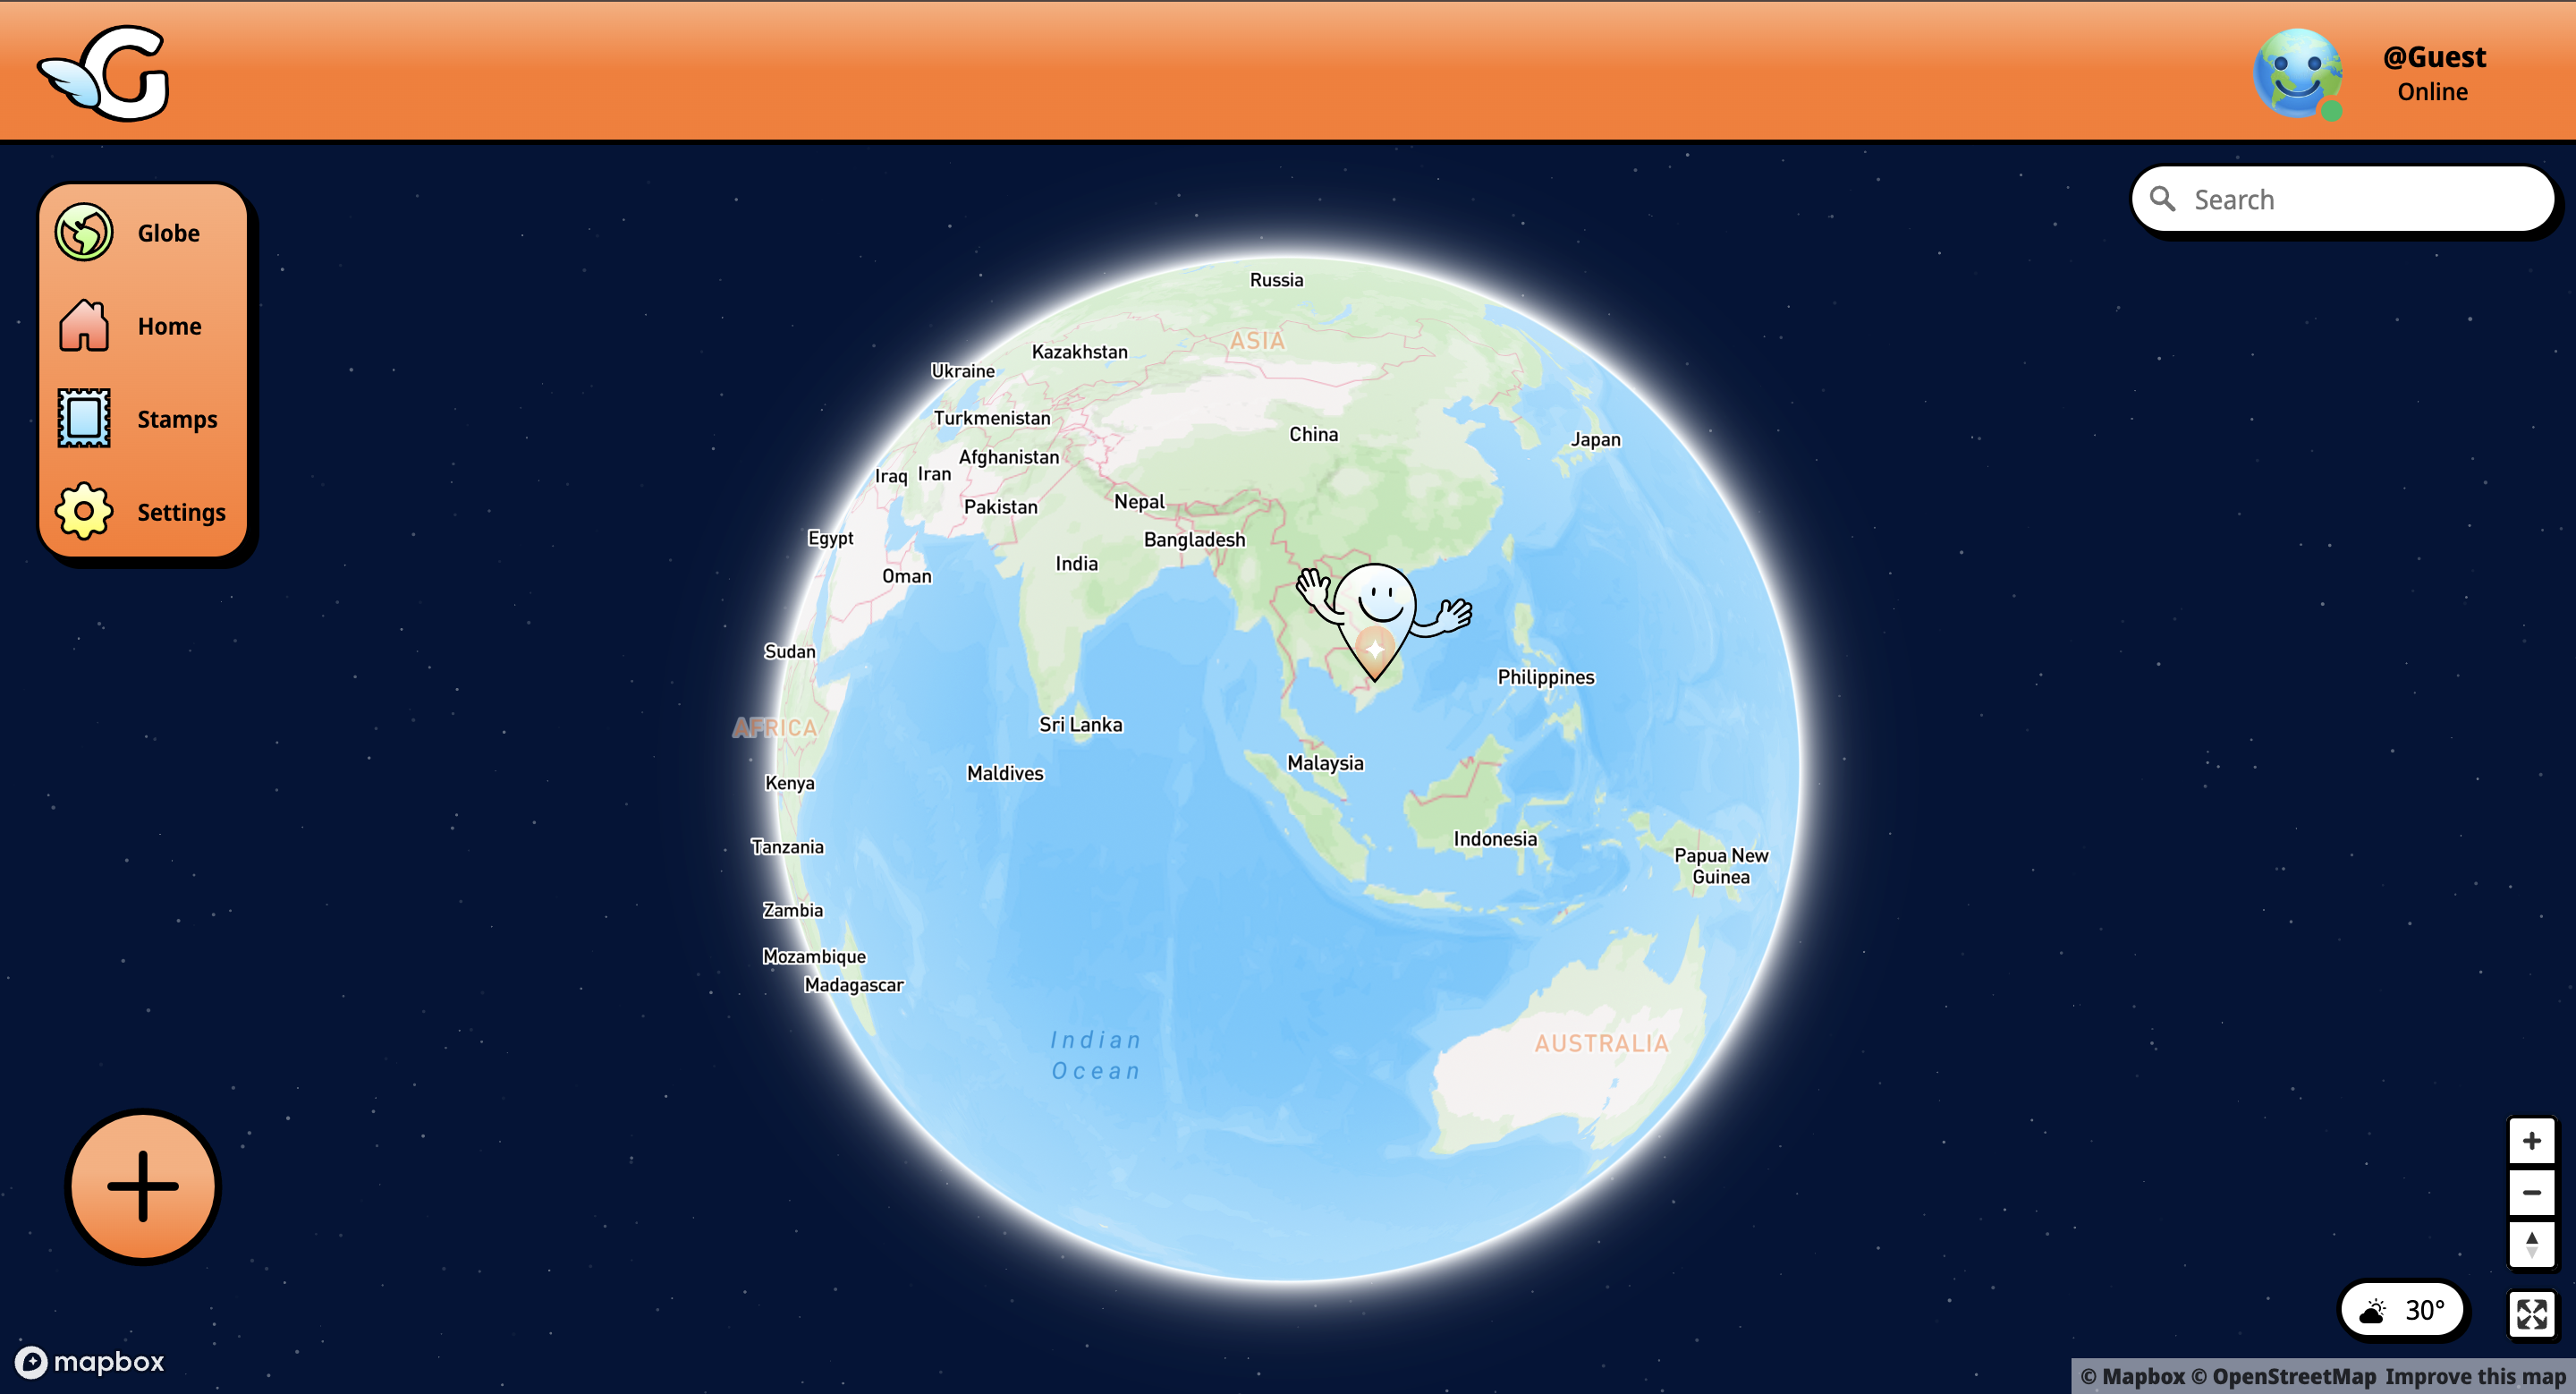 G
@Guest
Online
Globe
Home
Stamps
Settings
Search
Russia
ASIA
Kazakhstan
Ukraine
Turkmenistan
China
Japan
Afghanistan
Iraq
Iran
Nepal
Pakistan
Egypt
Bangladesh
India
Oman
Sudan
Philippines
Sri Lanka
AFRICA
Malaysia
Maldives
Kenya
Indonesia
Tanzania
Papua New
Guinea
Zambia
Mozambique
Madagascar
Indian
Ocean
AUSTRALIA
30°
mapbox
© Mapbox © OpenStreetMap Improve this map